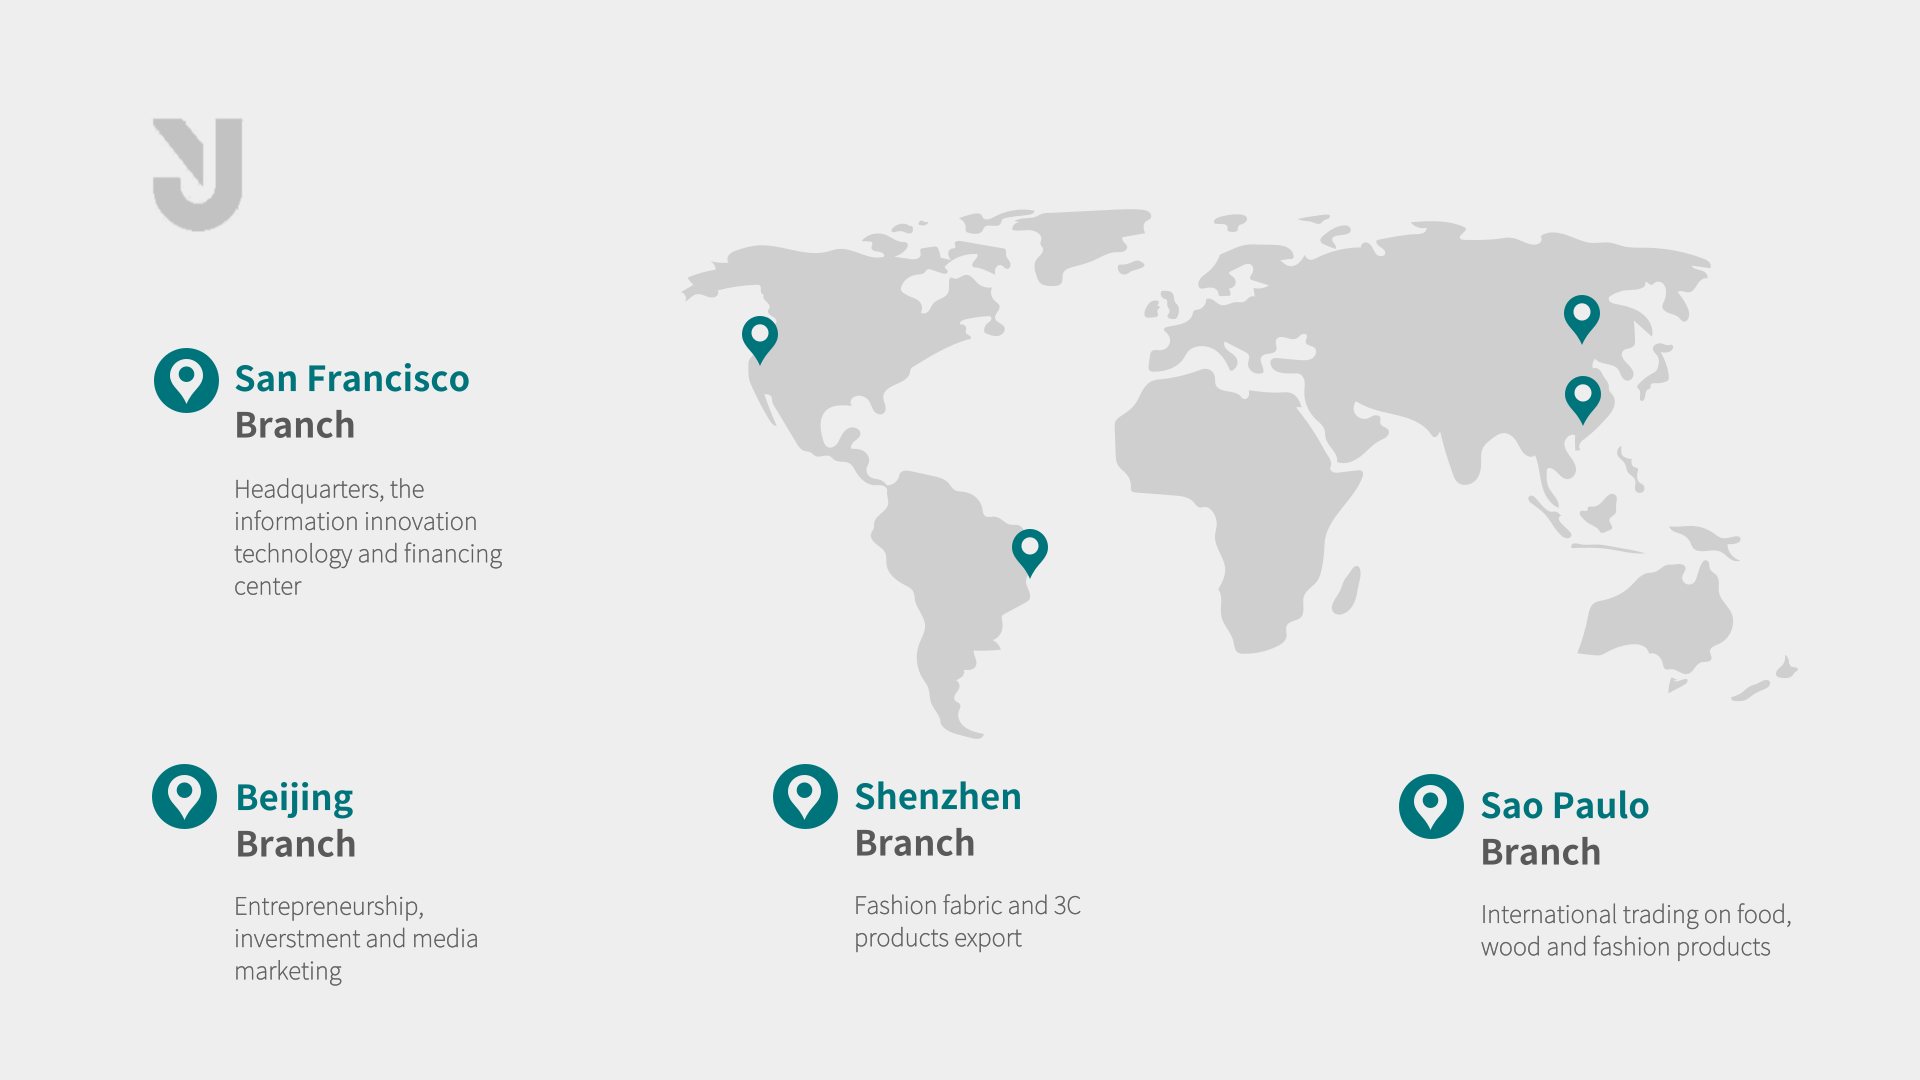 San Francisco
Branch
Headquarters, the
information innovation
technology and financing
center
Beijing
Branch
Entrepreneurship,
inverstment and media
marketing
Shenzhen
Branch
Fashion fabric and 3C
products export
Sao Paulo
Branch
International trading on food,
wood and fashion products